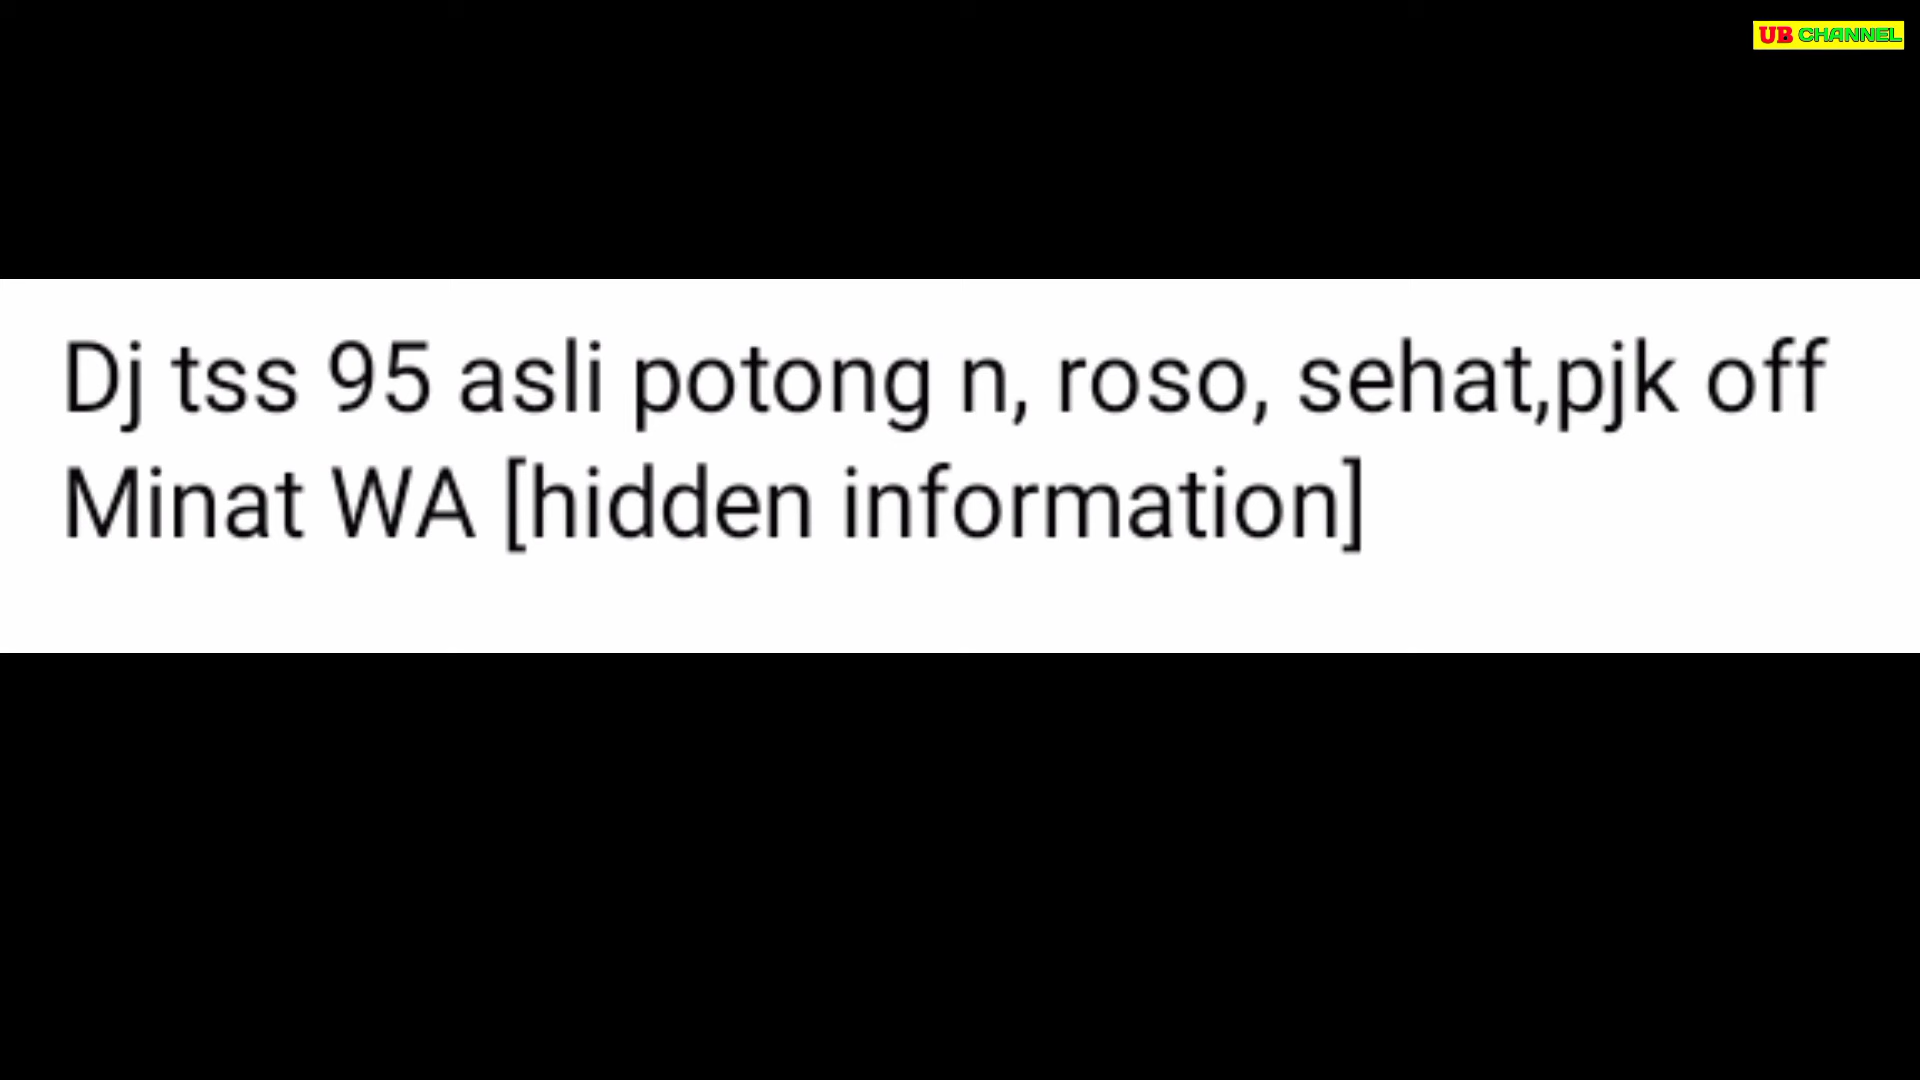 UB CHANNEL
Dj tss 95 asli potong n, roso, sehat,pjk off
Minat WA [hidden information]